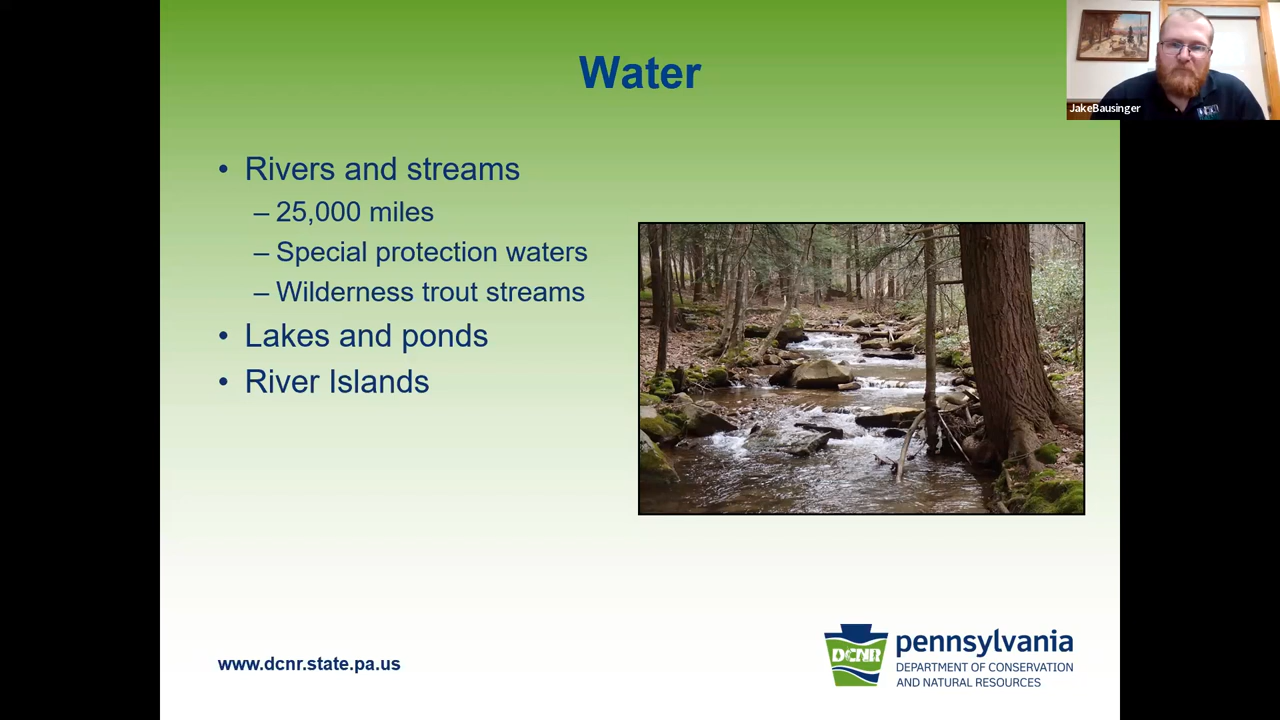 Water
JakeBausinger
• Rivers and streams
– 25,000 miles
– Special protection waters
– Wilderness trout streams
• Lakes and ponds
• River Islands
www.dcnr.state.pa.us
DCNR
pennsylvania
DEPARTMENT OF CONSERVATION
AND NATURAL RESOURCES